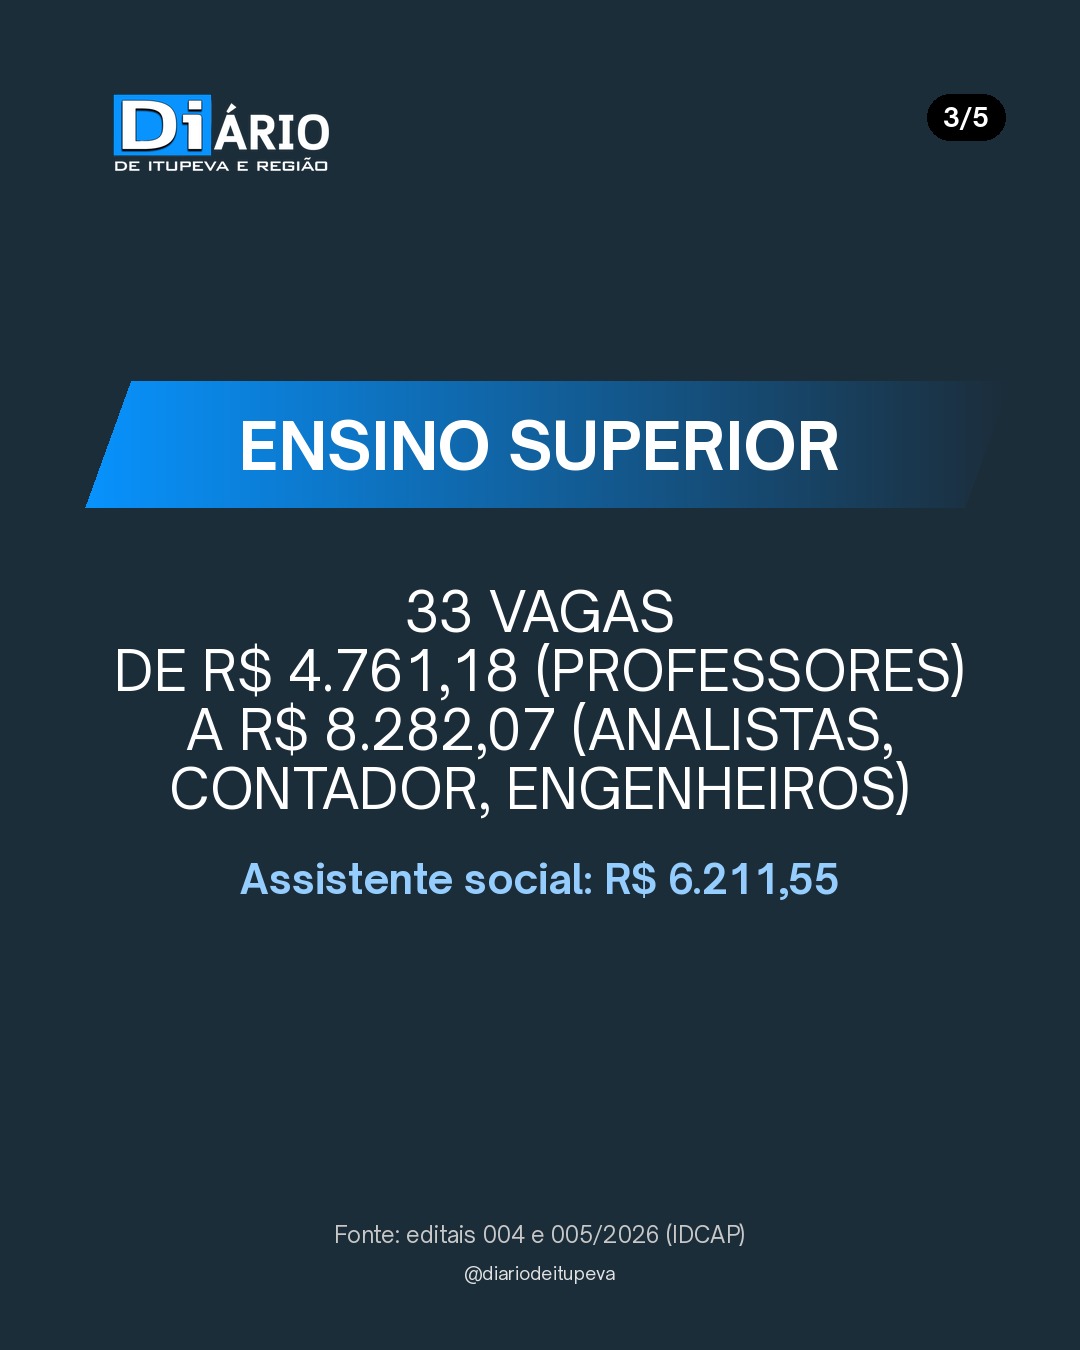 DiÁRIO
DE ITUPEVA E REGIÃO
3/5
ENSINO SUPERIOR
33 VAGAS
DE R$ 4.761,18 (PROFESSORES)
A R$ 8.282,07 (ANALISTAS,
CONTADOR, ENGENHEIROS)
Assistente social: R$ 6.211,55
Fonte: editais 004 e 005/2026 (IDCAP)
@diariodeitupeva